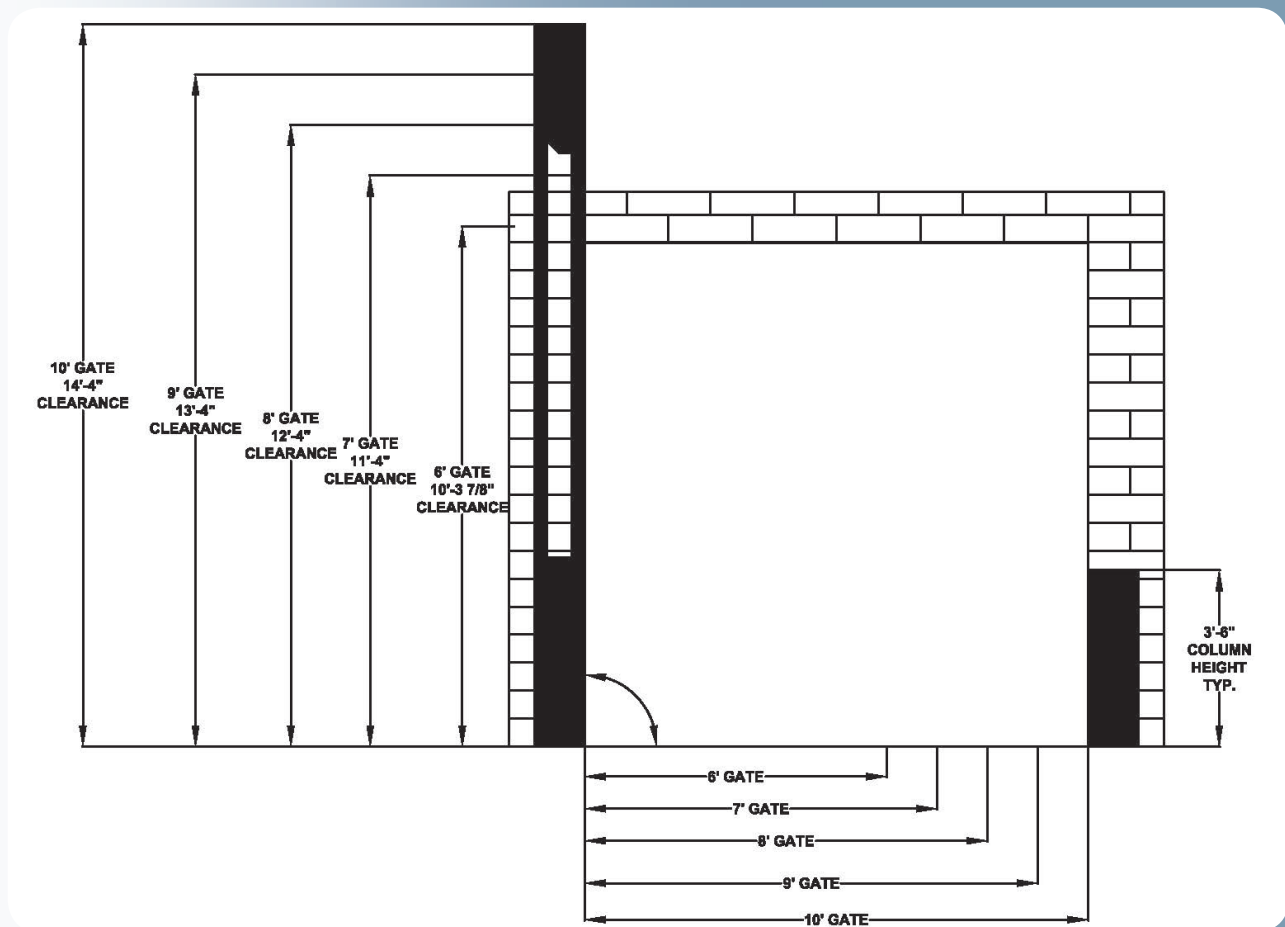 10' GATE
14'-4"
CLEARANCE
9' GATE
13'-4"
CLEARANCE
8' GATE
12'-4"
CLEARANCE
7' GATE
11'-4"
CLEARANCE
6' GATE
10'-3 7/8"
CLEARANCE
3'-6"
COLUMN
HEIGHT
TYP.
6' GATE
7' GATE
8' GATE
9' GATE
10' GATE